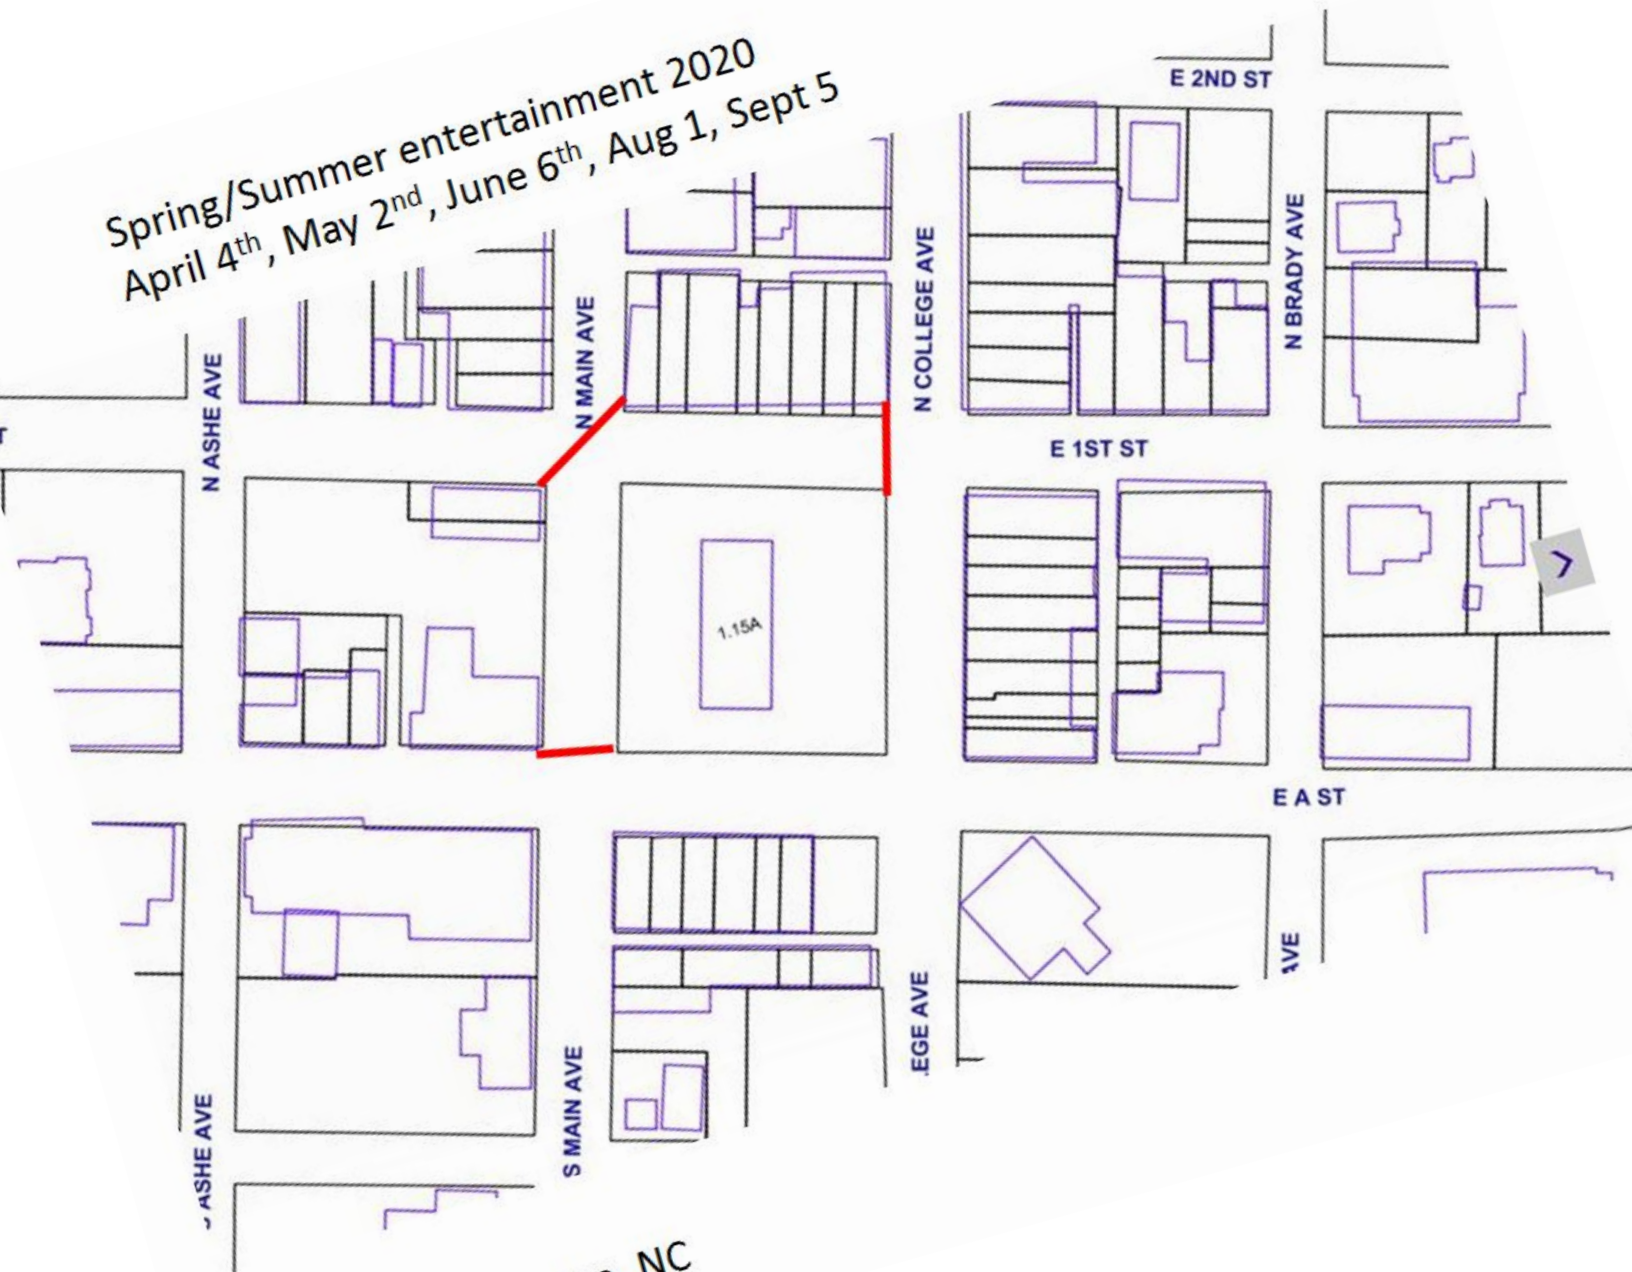 Spring/Summer entertainment 2020
April 4th, May 2nd, June 6th, Aug 1, Sept 5
E 2ND ST
N BRADY AVE
N COLLEGE AVE
N MAIN AVE
N ASHE AVE
E 1ST ST
1.15A
E A ST
AVE
EGE AVE
S MAIN AVE
ASHE AVE
NC